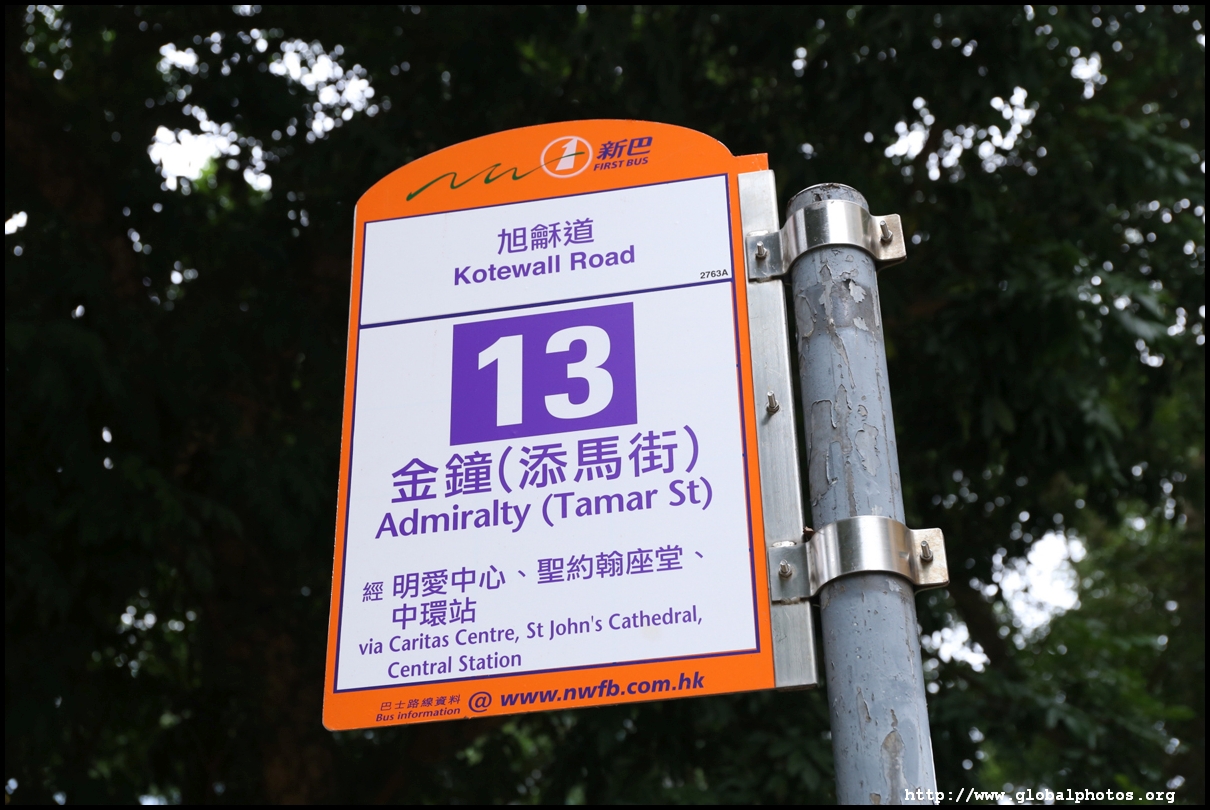 1 新巴
FIRST BUS
旭龢道
Kotewall Road
2763A
13
金鐘(添馬街)
Admiralty (Tamar St)
經 明愛中心、聖約翰座堂、
中環站
via Caritas Centre, St John's Cathedral,
Central Station
巴士路線資料
Bus information @ www.nwfb.com.hk
http://www.globalphotos.org